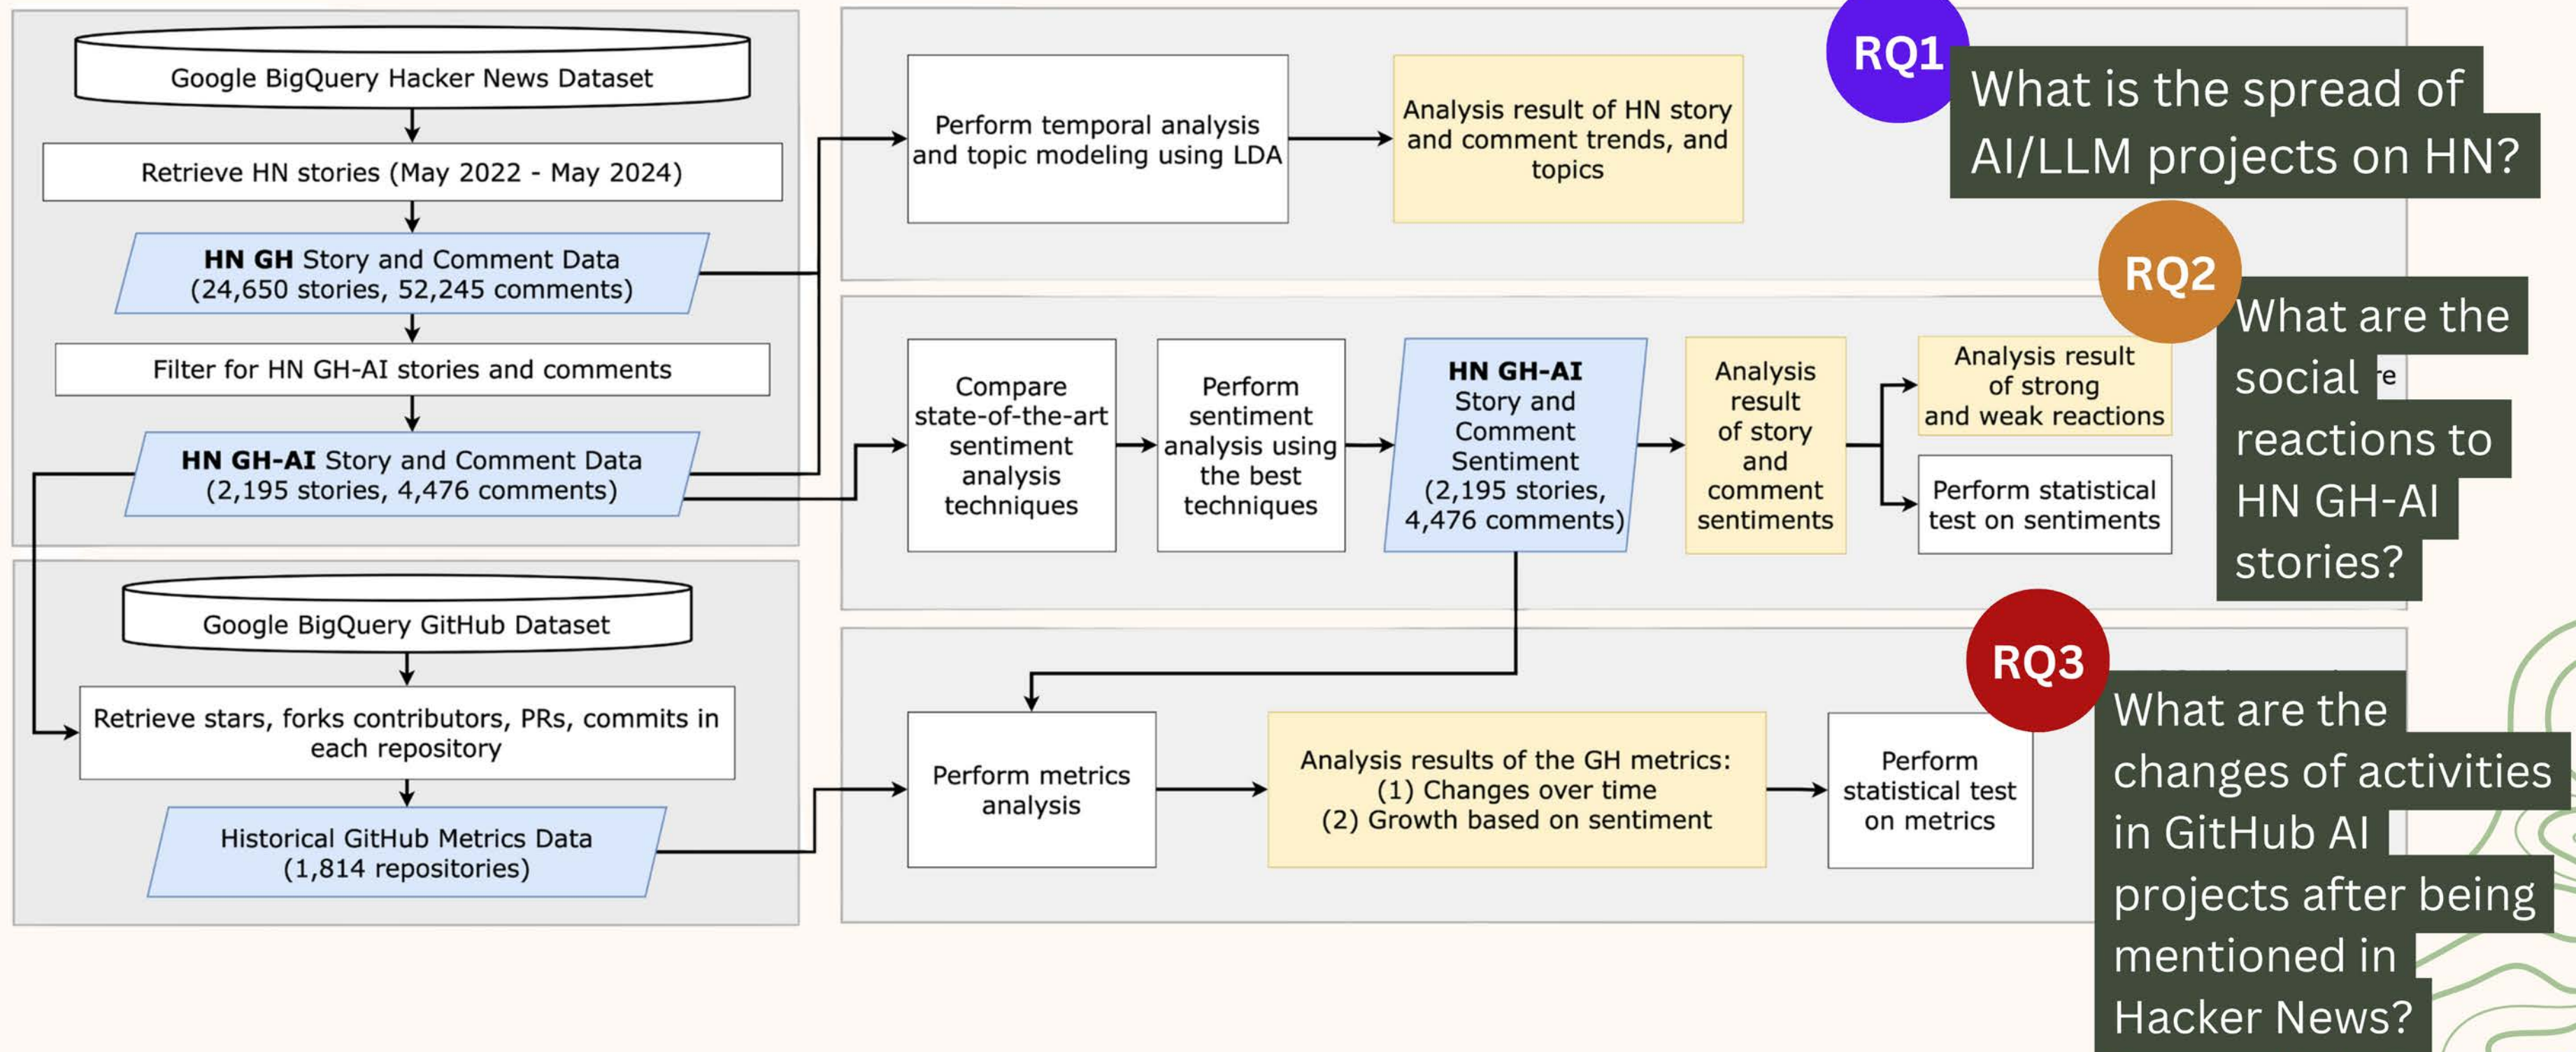 Google BigQuery Hacker News Dataset
Retrieve HN stories (May 2022 - May 2024)
HN GH Story and Comment Data
(24,650 stories, 52,245 comments)
Filter for HN GH-AI stories and comments
HN GH-AI Story and Comment Data
(2,195 stories, 4,476 comments)
Google BigQuery GitHub Dataset
Retrieve stars, forks contributors, PRs, commits in
each repository
Historical GitHub Metrics Data
(1,814 repositories)
Perform temporal analysis
and topic modeling using LDA
Analysis result of HN story
and comment trends, and
topics
RQ1
What is the spread of
AI/LLM projects on HN?
Compare
state-of-the-art
sentiment
analysis
techniques
Perform
sentiment
analysis using
the best
techniques
HN GH-AI
Story and
Comment
Sentiment
(2,195 stories,
4,476 comments)
Analysis
result
of story
and
comment
sentiments
Analysis result
of strong
and weak reactions
Perform statistical
test on sentiments
RQ2
What are the
social
reactions to
HN GH-AI
stories?
Perform metrics
analysis
Analysis results of the GH metrics:
(1) Changes over time
(2) Growth based on sentiment
Perform
statistical test
on metrics
RQ3
What are the
changes of activities
in GitHub AI
projects after being
mentioned in
Hacker News?